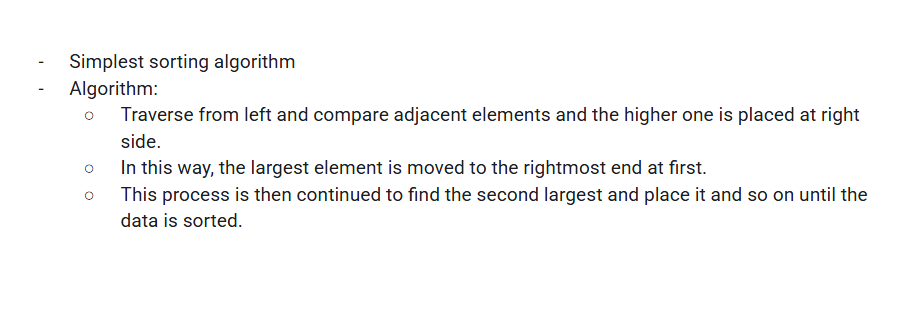 - Simplest sorting algorithm
- Algorithm:
○ Traverse from left and compare adjacent elements and the higher one is placed at right
side.
○ In this way, the largest element is moved to the rightmost end at first.
○ This process is then continued to find the second largest and place it and so on until the
data is sorted.